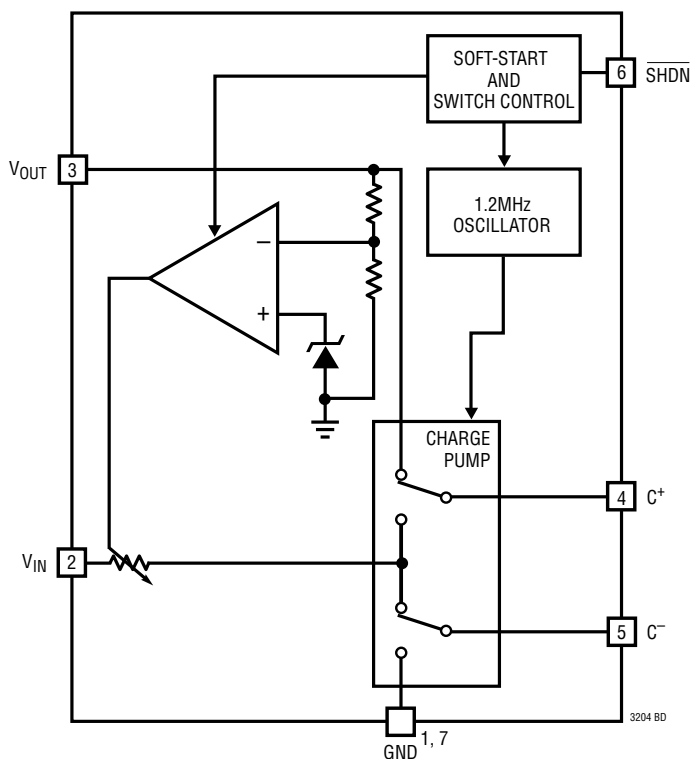 SOFT-START
AND
SWITCH CONTROL
6
SHDN
VOUT
3
1.2MHz
OSCILLATOR
–
+
CHARGE
PUMP
4
C+
VIN
2
5
C–
3204 BD
1, 7
GND